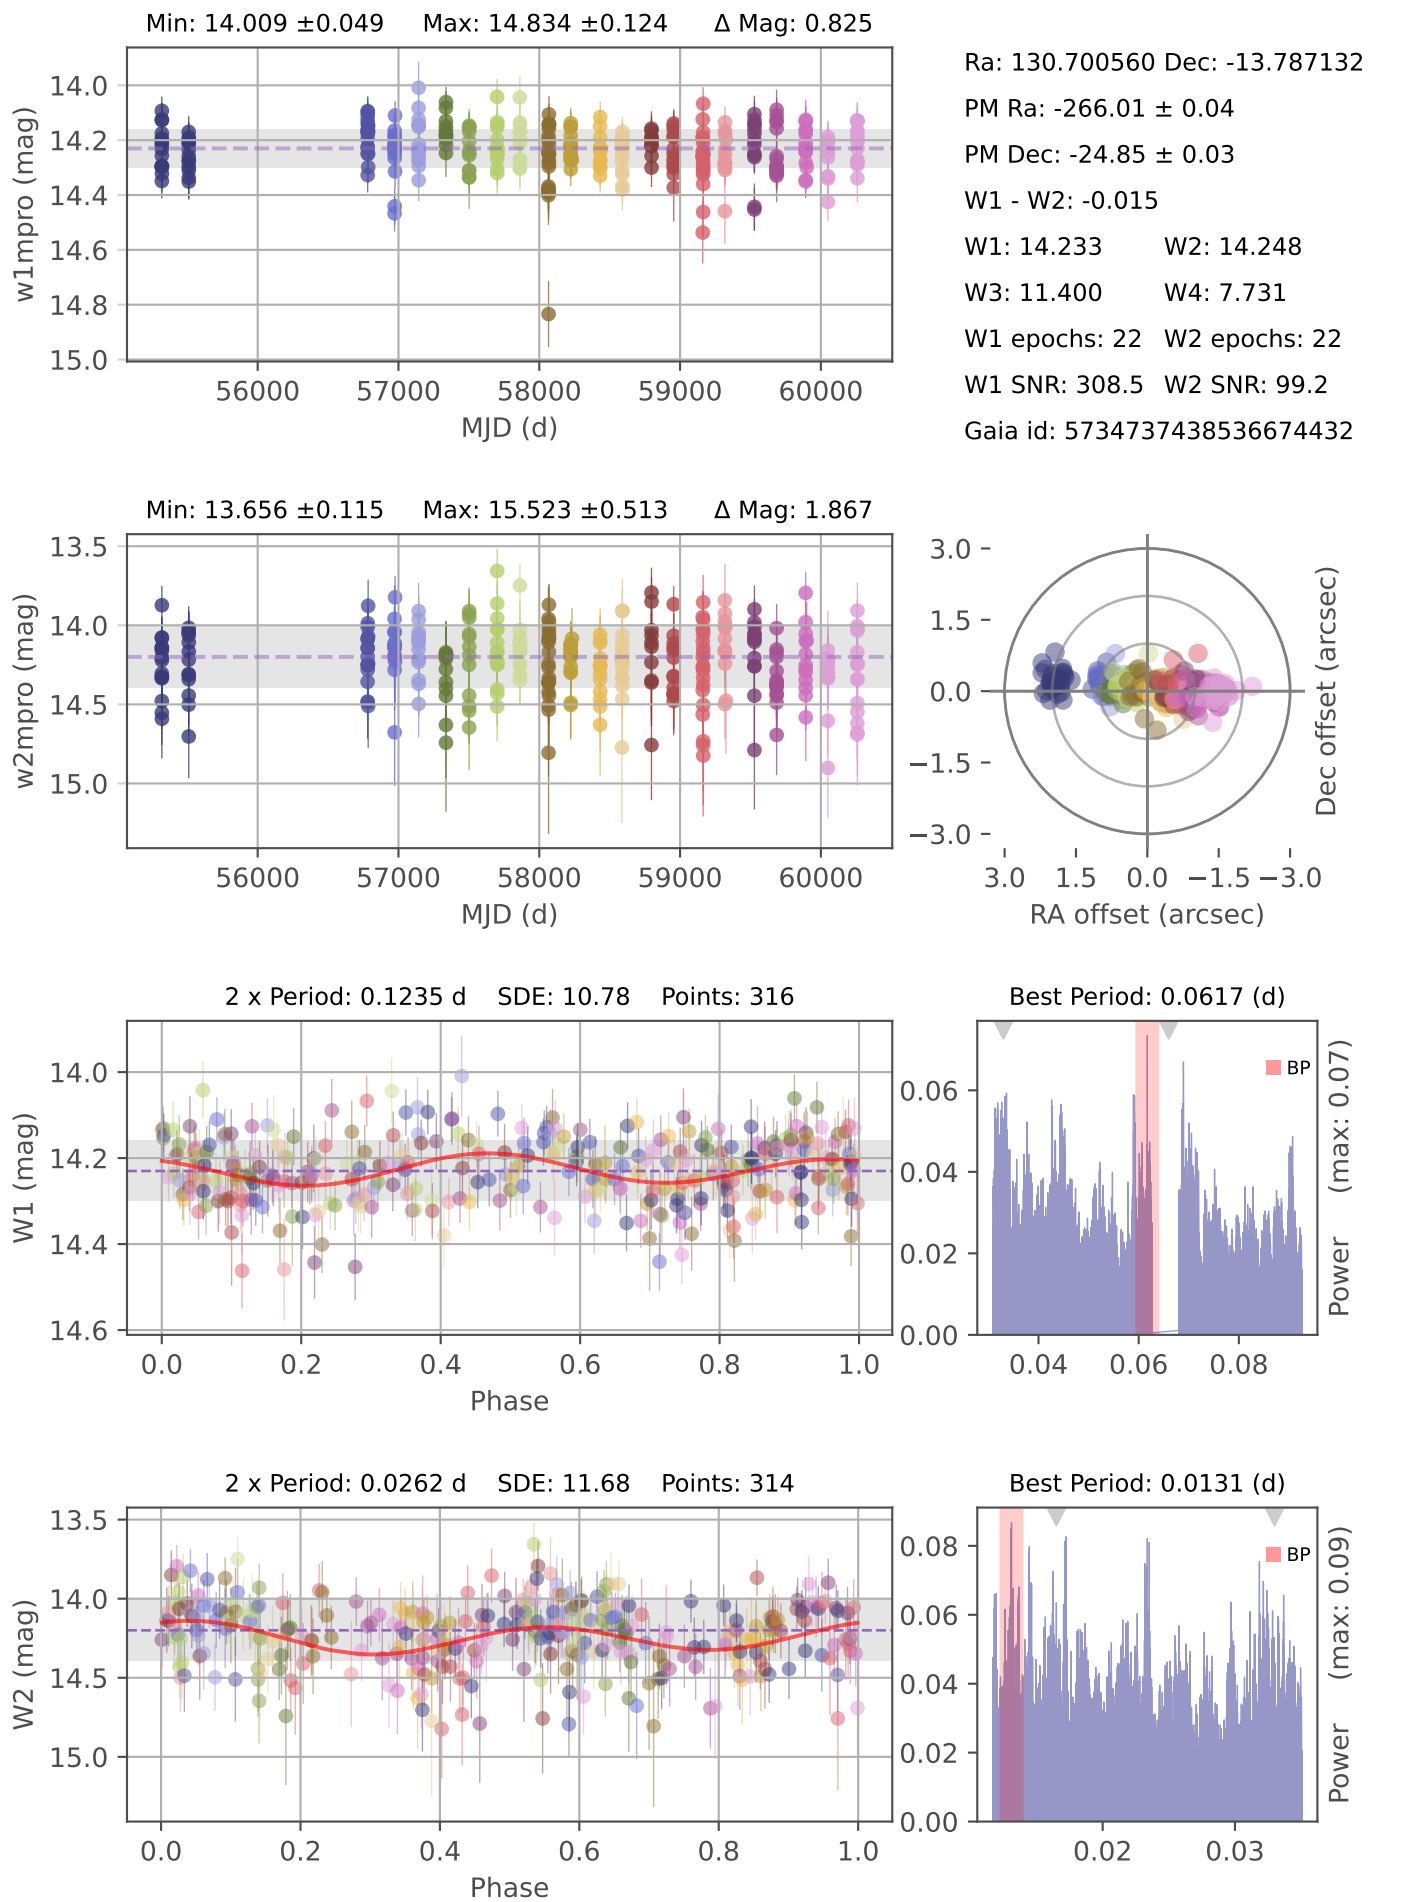 Min: 14.009 ±0.049 Max: 14.834 ±0.124 Δ Mag: 0.825
14.0
14.2
14.4
14.6
14.8
15.0
w1mpro (mag)
56000 57000 58000 59000 60000
MJD (d)
Ra: 130.700560 Dec: -13.787132
PM Ra: -266.01 ± 0.04
PM Dec: -24.85 ± 0.03
W1 - W2: -0.015
W1: 14.233 W2: 14.248
W3: 11.400 W4: 7.731
W1 epochs: 22 W2 epochs: 22
W1 SNR: 308.5 W2 SNR: 99.2
Gaia id: 5734737438536674432
Min: 13.656 ±0.115 Max: 15.523 ±0.513 Δ Mag: 1.867
13.5
14.0
14.5
15.0
w2mpro (mag)
56000 57000 58000 59000 60000
MJD (d)
3.0
1.5
0.0
−1.5
−3.0
Dec offset (arcsec)
3.0 1.5 0.0 −1.5 −3.0
RA offset (arcsec)
2 x Period: 0.1235 d SDE: 10.78 Points: 316
14.0
14.2
14.4
14.6
W1 (mag)
0.0 0.2 0.4 0.6 0.8 1.0
Phase
Best Period: 0.0617 (d)
BP
0.06
0.04
0.02
0.00
Power (max: 0.07)
0.04 0.06 0.08
2 x Period: 0.0262 d SDE: 11.68 Points: 314
13.5
14.0
14.5
15.0
W2 (mag)
0.0 0.2 0.4 0.6 0.8 1.0
Phase
Best Period: 0.0131 (d)
BP
0.08
0.06
0.04
0.02
0.00
Power (max: 0.09)
0.02 0.03